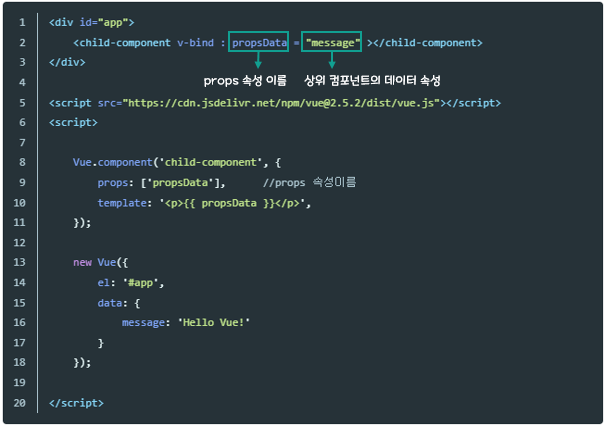 1 <div id="app">
2 <child-component v-bind : propsData = "message" ></child-component>
3 </div>
props 속성 이름 상위 컴포넌트의 데이터 속성
4
5 <script src="https://cdn.jsdelivr.net/npm/vue@2.5.2/dist/vue.js"></script>
6 <script>
7
8 Vue.component('child-component', {
9 props: ['propsData'], //props 속성이름
10 template: '<p>{{ propsData }}</p>',
11 });
12
13 new Vue({
14 el: '#app',
15 data: {
16 message: 'Hello Vue!'
17 }
18 });
19
20 </script>